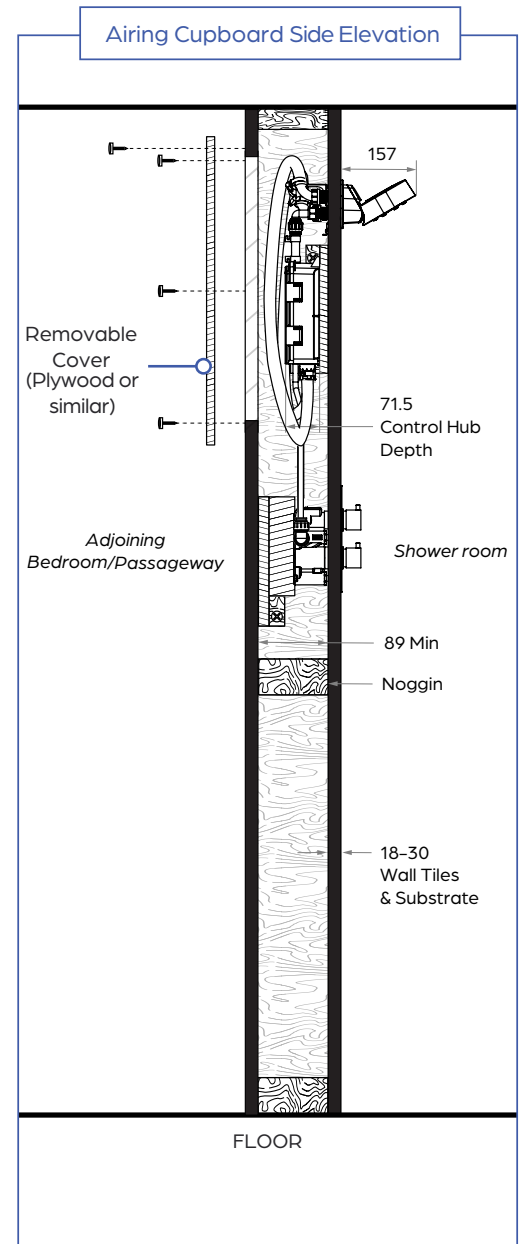 Airing Cupboard Side Elevation
157
Removable
Cover
(Plywood or
similar)
71.5
Control Hub
Depth
Adjoining
Bedroom/Passageway
Shower room
89 Min
Noggin
18-30
Wall Tiles
& Substrate
FLOOR